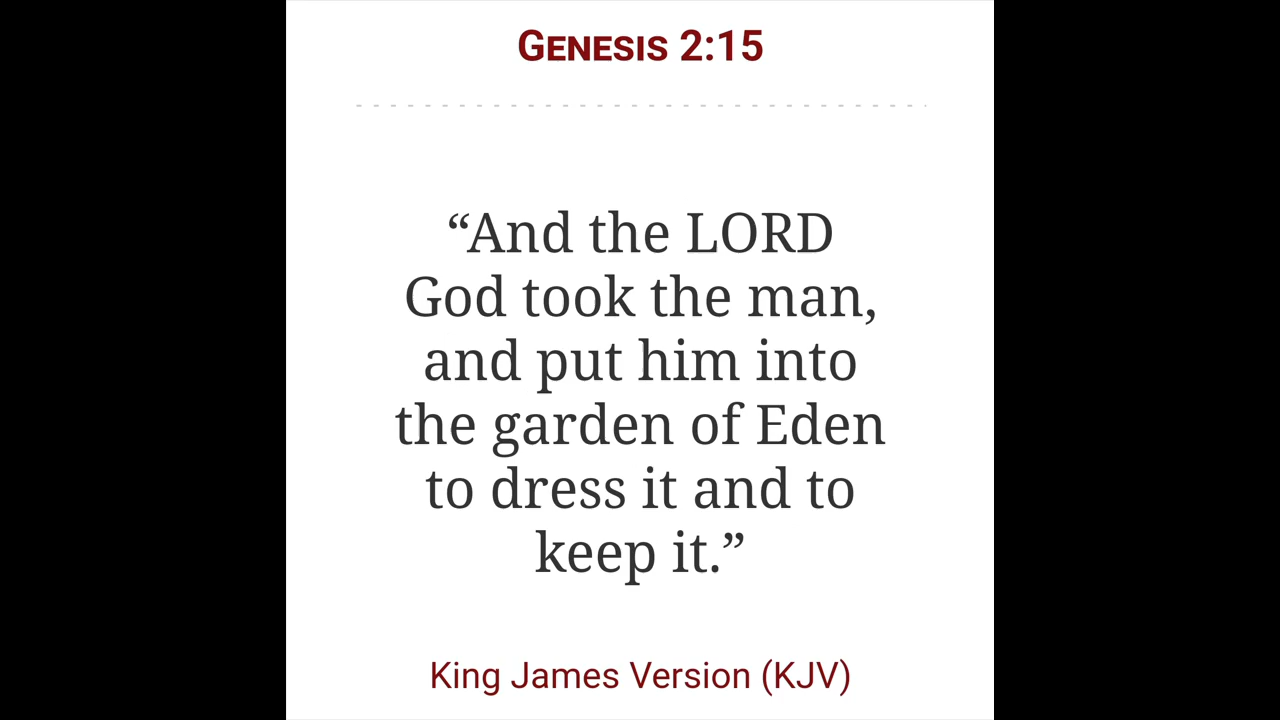 Genesis 2:15
“And the LORD
God took the man,
and put him into
the garden of Eden
to dress it and to
keep it.”
King James Version (KJV)